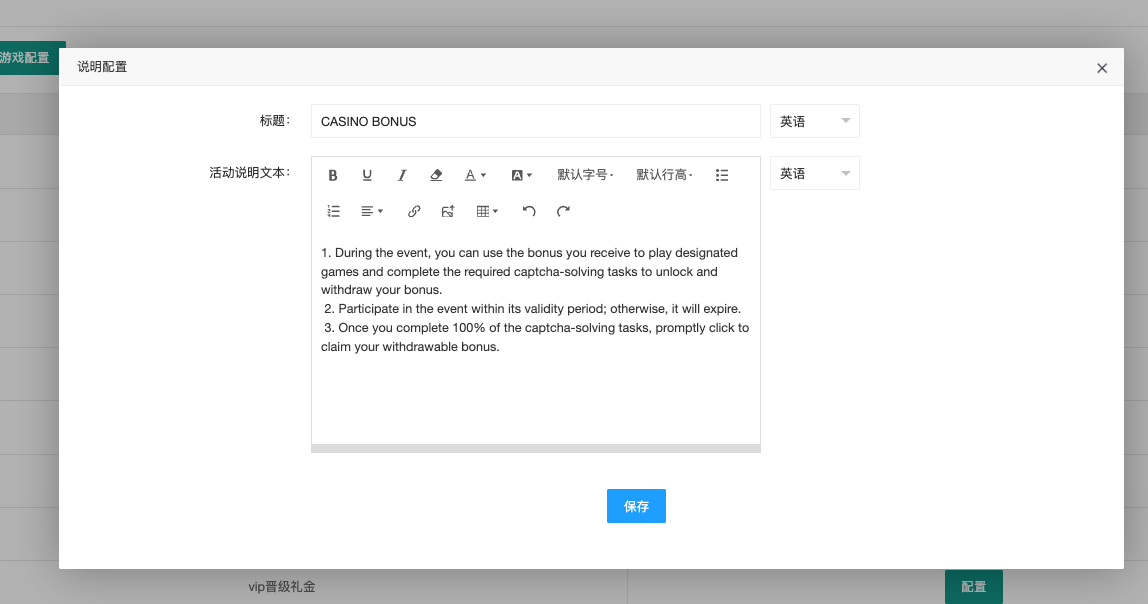 游戏配置
说明配置
标题：
CASINO BONUS
英语
活动说明文本：
B U I A A 默认字号 默认行高
英语
1. During the event, you can use the bonus you receive to play designated
games and complete the required captcha-solving tasks to unlock and
withdraw your bonus.
2. Participate in the event within its validity period; otherwise, it will expire.
3. Once you complete 100% of the captcha-solving tasks, promptly click to
claim your withdrawable bonus.
保存
vip晋级礼金
配置